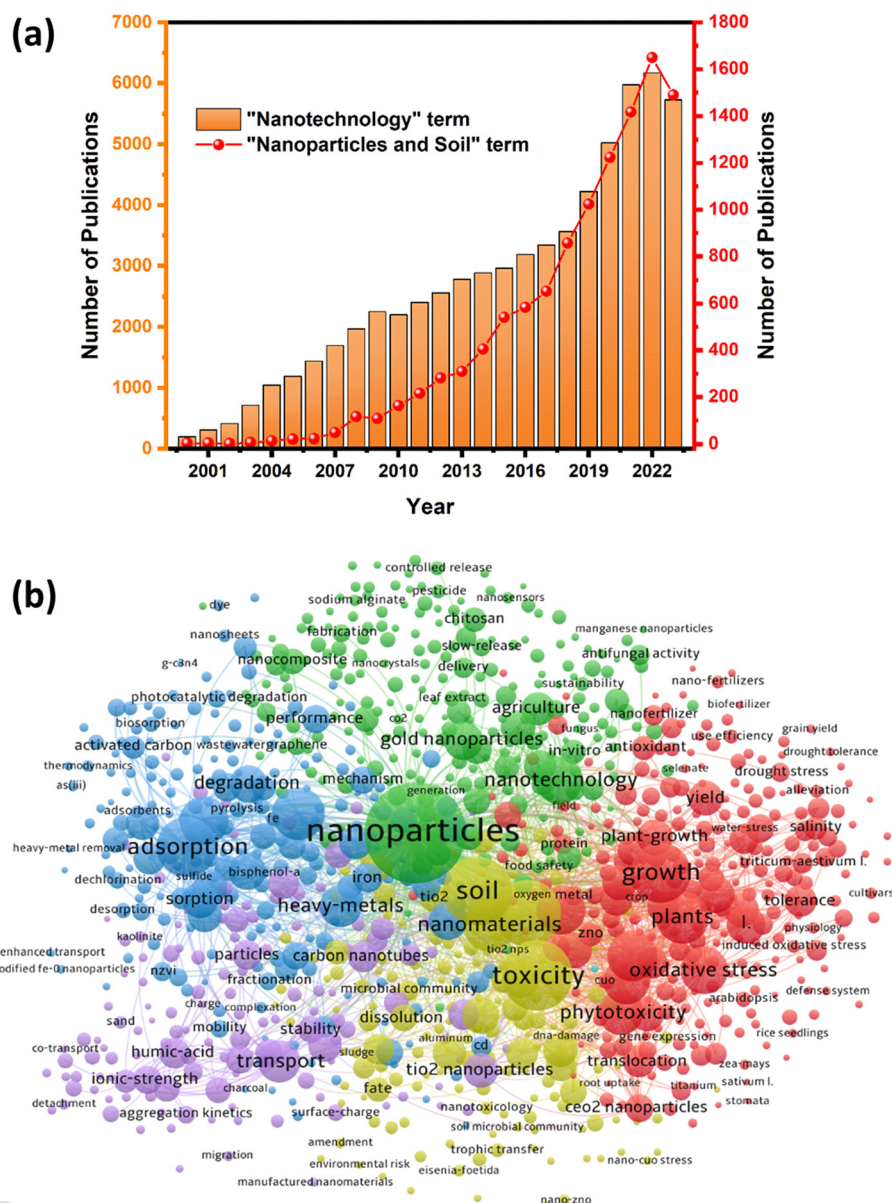 (a)
7000
6000
5000
4000
3000
2000
1000
0
Number of Publications
"Nanotechnology" term
"Nanoparticles and Soil" term
1800
1600
1400
1200
1000
800
600
400
200
0
Number of Publications
2001 2004 2007 2010 2013 2016 2019 2022
Year
(b)
controlled release
pesticide
dye
sodium alginate
nanosensors
chitosan
nanosheets
fabrication
manganese nanoparticles
slow-release
g-c3n4
nanocomposite
nanocrystals
delivery
antifungal activity
sustainability
nano-fertilizers
photocatalytic degradation
leaf extract
agriculture
biofertilizer
biosorption
performance
co2
nanofertilizer
fungus
grain yield
activated carbon
wastewater
graphene
gold nanoparticles
in-vitro
antioxidant
use efficiency
drought tolerance
thermodynamics
selenate
drought stress
as(iii)
degradation
mechanism
nanotechnology
alleviation
generation
yield
adsorbents
pyrolysis
field
fe
nanoparticles
plant-growth
water-stress
salinity
heavy-metal removal
adsorption
protein
food safety
triticum-aestivum l.
dechlorination
sulfide
bisphenol-a
iron
growth
soil
tio2
oxygen
metal
crop
cultivars
desorption
sorption
heavy-metals
tolerance
plants
l.
nanomaterials
physiology
kaolinite
zno
induced oxidative stress
enhanced transport
particles
carbon nanotubes
tio2 nps
odified fe-0 nanoparticles
nzvi
toxicity
oxidative stress
fractionation
cuo
microbial community
defense system
arabidopsis
charge
complexation
phytotoxicity
sand
mobility
stability
dissolution
rice seedlings
aluminum
dna-damage
gene expression
co-transport
humic-acid
sludge
cd
transport
translocation
zea-mays
tio2 nanoparticles
ionic-strength
root uptake
titanium
sativum l.
charcoal
fate
stomata
detachment
aggregation kinetics
surface-charge
nanotoxicology
ceo2 nanoparticles
soil microbial community
amendment
migration
trophic transfer
environmental risk
eisenia-foetida
nano-cuo stress
manufactured nanomaterials
nano-zno